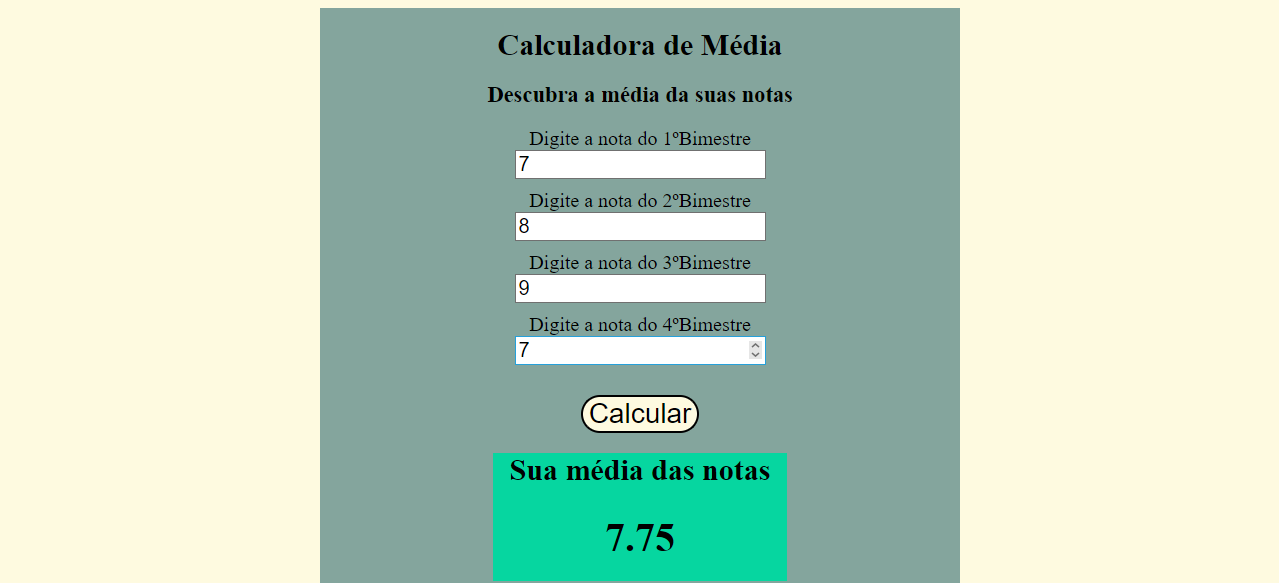 Calculadora de Média
Descubra a média da suas notas
Digite a nota do 1ºBimestre
7
Digite a nota do 2ºBimestre
8
Digite a nota do 3ºBimestre
9
Digite a nota do 4ºBimestre
7
Calcular
Sua média das notas
7.75